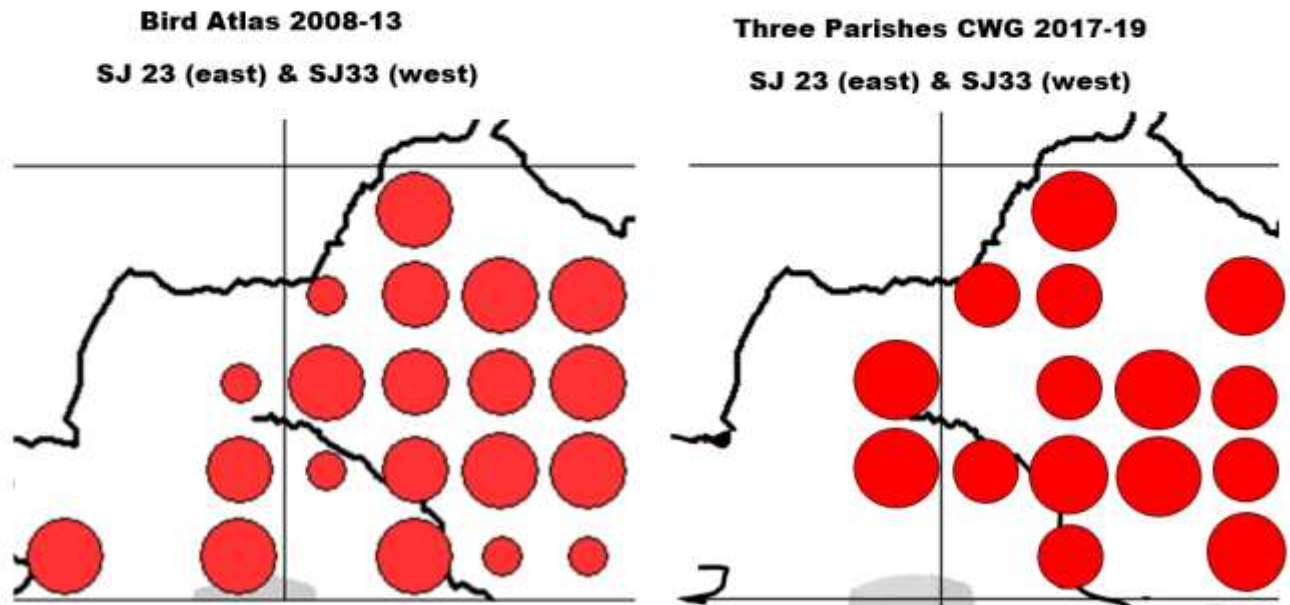 Bird Atlas 2008-13
SJ 23 (east) & SJ33 (west)
Three Parishes CWG 2017-19
SJ 23 (east) & SJ33 (west)